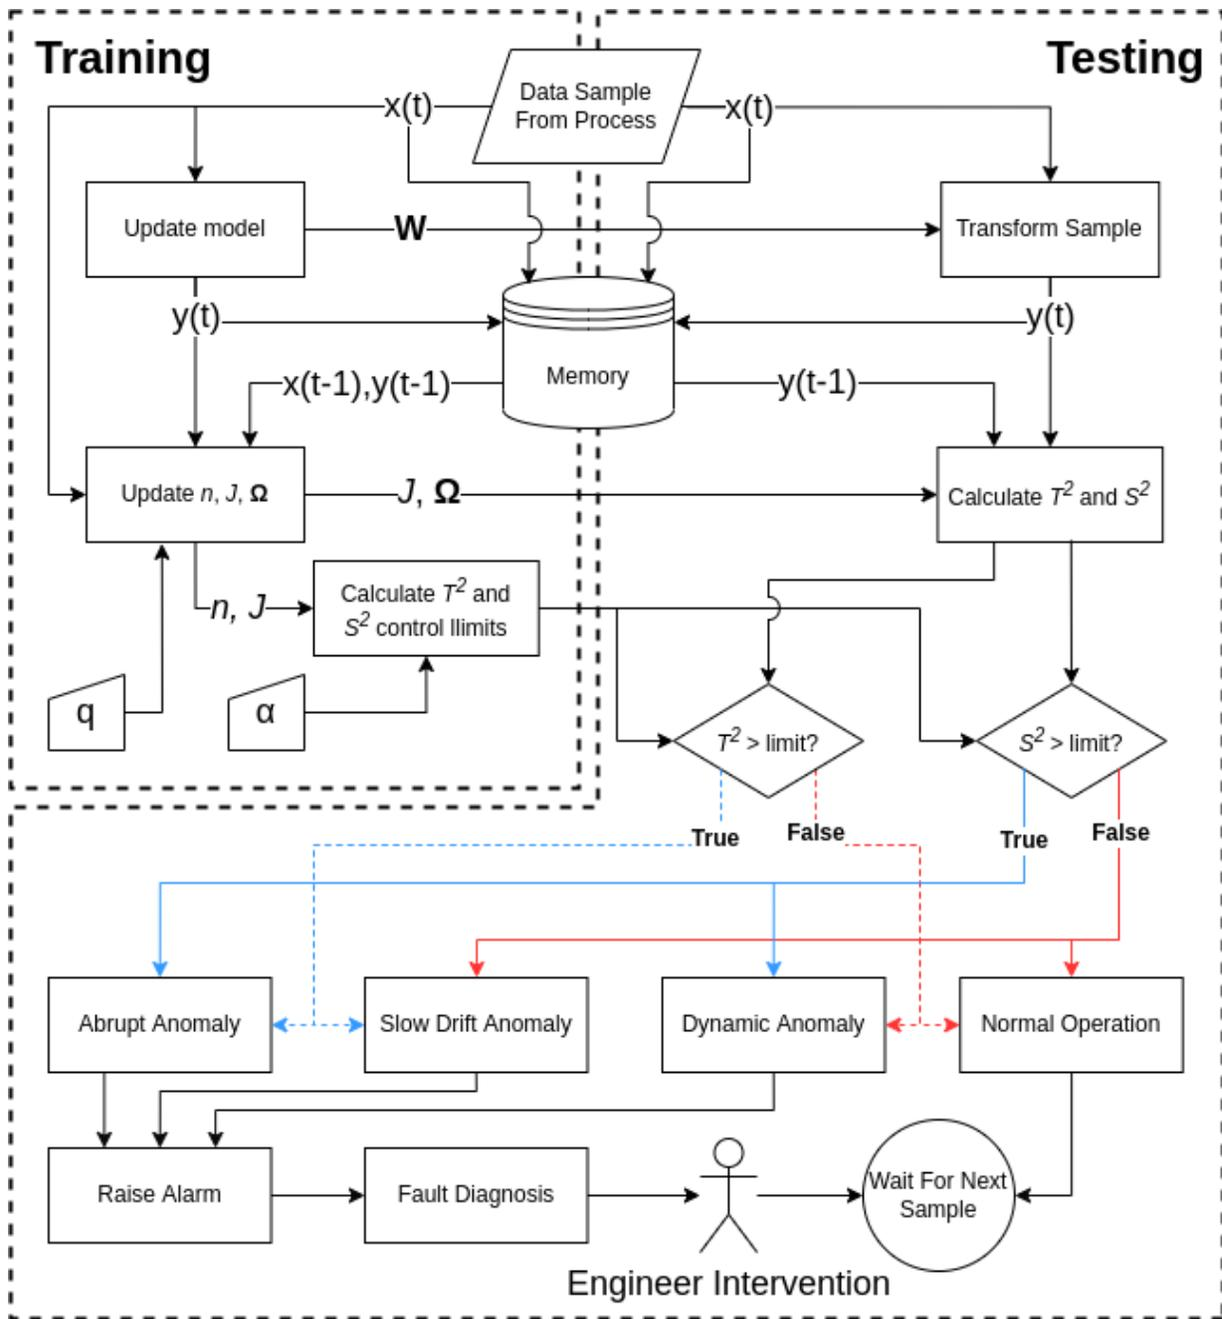 Training
Testing
Data Sample
From Process
x(t)
x(t)
Update model
W
Transform Sample
y(t)
y(t)
Memory
x(t-1),y(t-1)
y(t-1)
Update n, J, Ω
J, Ω
Calculate T² and S²
n, J
Calculate T² and
S² control llimits
q
α
T² > limit?
S² > limit?
True
False
True
False
Abrupt Anomaly
Slow Drift Anomaly
Dynamic Anomaly
Normal Operation
Raise Alarm
Fault Diagnosis
Wait For Next
Sample
Engineer Intervention